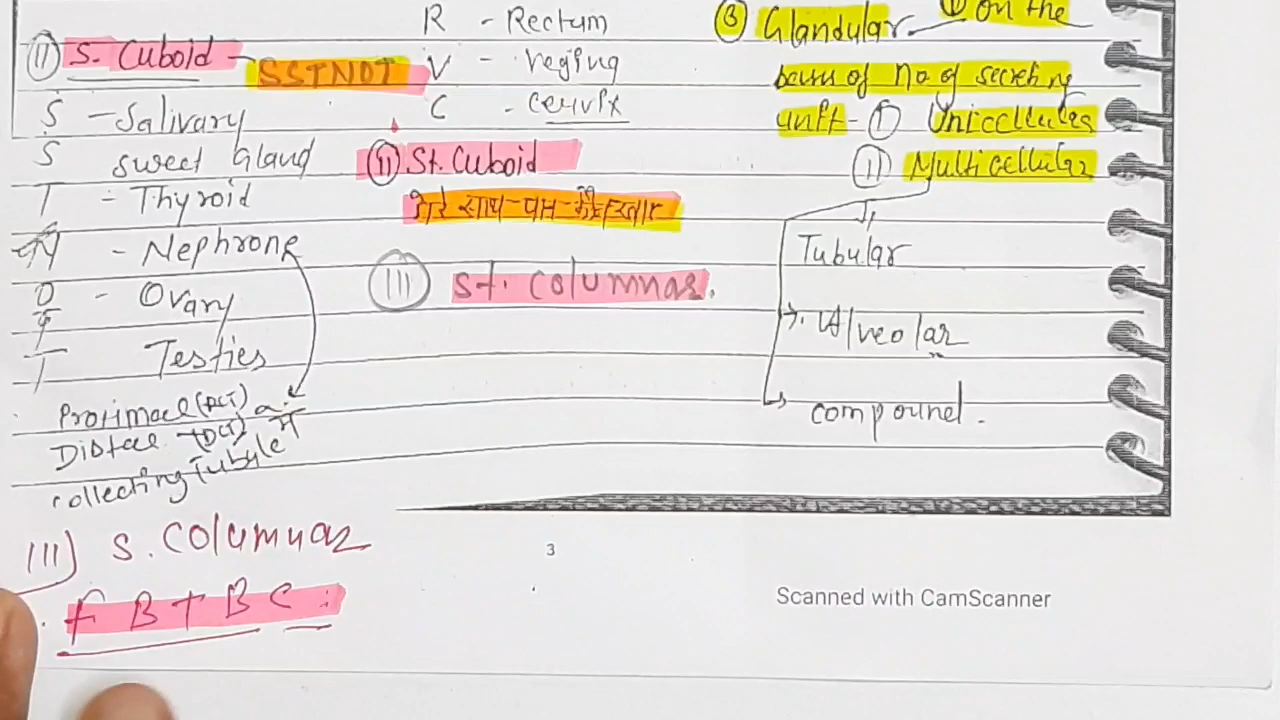 (II) S. Cuboid - SSTNOT
S - Salivary
S sweet Gland
T - Thyroid
N - Nephrone
O - Ovary
T Testies
Proximal (PCT)
Distal (DCT) a
collecting Tubule में
III) S. Columnar
F B T B C :
R - Rectum
V - vagina
C - cervix
(II) St. Cuboid
मेरे साथ-पास-
(III) St. Columnar.
(3) Glandular - (1) on the
basis of No. of secreting
unit - (I) Unicellular
(II) Multicellular
Tubular
Alveolar
compound.
3
Scanned with CamScanner